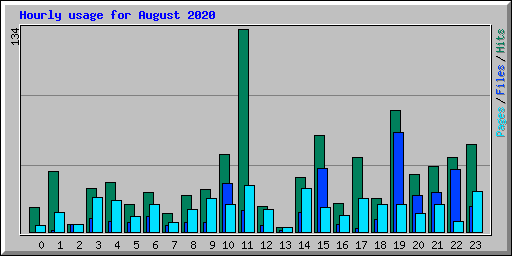 Hourly usage for August 2020
134
Pages / Files / Hits
0 1 2 3 4 5 6 7 8 9 10 11 12 13 14 15 16 17 18 19 20 21 22 23